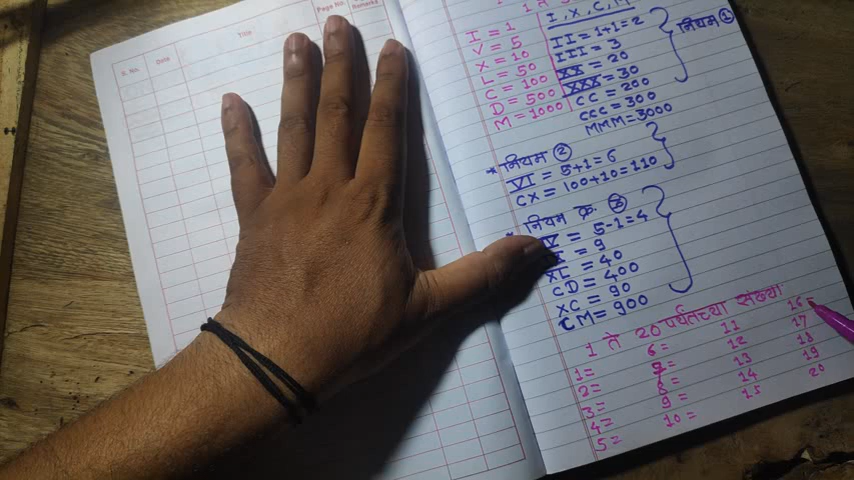 S. No.
Date
Title
Page No.
Remarks
I = 1
V = 5
X = 10
L = 50
C = 100
D = 500
M = 1000
I, X, C, M
II = 1+1=2
III = 3
XX = 20
XXX = 30
CC = 200
CCC = 300
MMM = 3000
नियम ①
* नियम ②
VI = 5+1=6
CX = 100+10=110
* नियम क्र ③
IV = 5-1=4
= 9
XL = 40
CD = 400
XC = 90
CM = 900
1 ते 20 पर्यंतच्या संख्या
1= 6= 11 16=
2= 7= 12 17
3= 8= 13 18
4= 9= 14 19
5= 10= 15 20